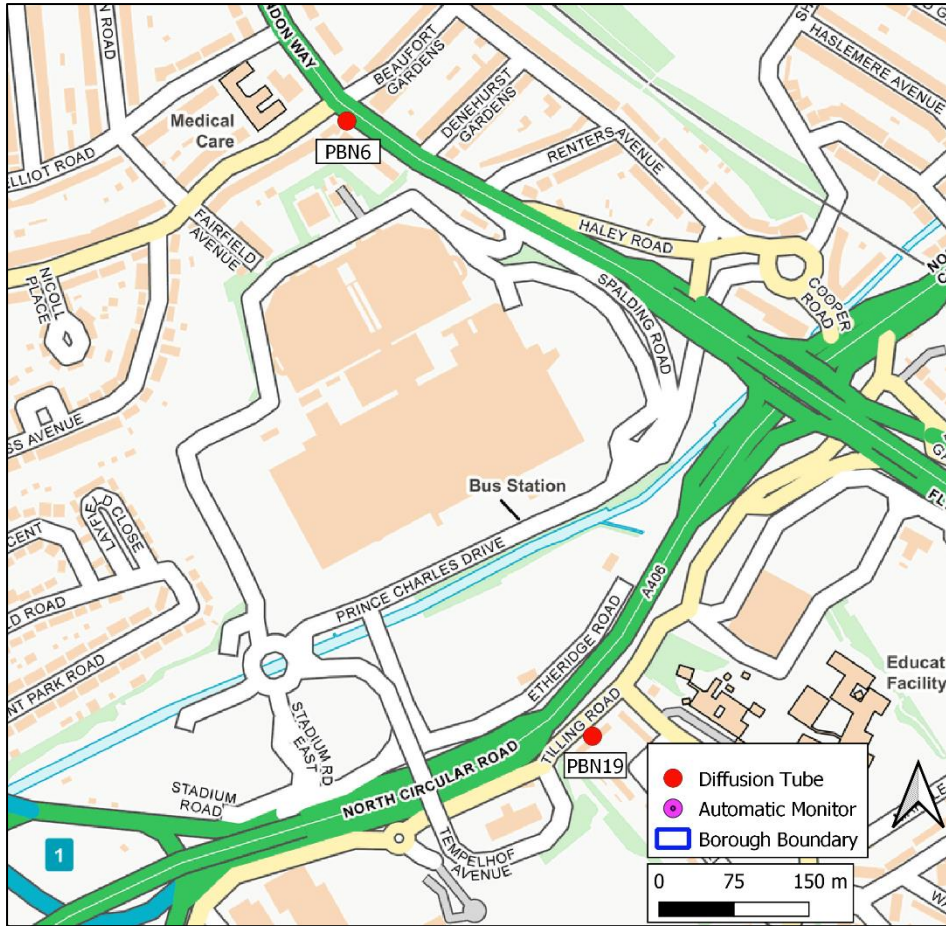 NDON WAY
BEAUFORT
GARDENS
DENEHURST
GARDENS
HASLEMERE AVENUE
Medical
Care
PBN6
RENTERS AVENUE
ELLIOT ROAD
FAIRFIELD
AVENUE
HALEY ROAD
NICOLL
PLACE
SPALDING ROAD
COOPER
ROAD
SS AVENUE
Bus Station
LAYFIELD
CLOSE
CENT
PRINCE CHARLES DRIVE
A406
D ROAD
ETHERIDGE ROAD
Educat
Facility
NT PARK ROAD
STADIUM RD
EAST
TILLING ROAD
PBN19
NORTH CIRCULAR ROAD
STADIUM
ROAD
TEMPELHOF
AVENUE
1
Diffusion Tube
Automatic Monitor
Borough Boundary
0 75 150 m